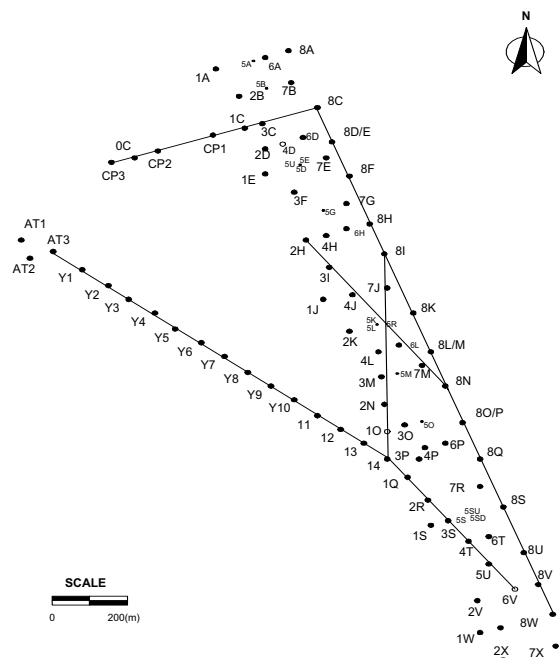 N
8A
5A
6A
1A
5B
7B
2B
8C
1C
3C
0C
CP1
6D
8D/E
CP2
CP3
2D
4D
5E
5U
5D
7E
1E
8F
3F
7G
5G
8H
6H
AT1
4H
2H
AT3
8I
AT2
Y1
3I
7J
Y2
1J
4J
Y3
8K
Y4
5K
5R
5L
Y5
2K
Y6
6L
8L/M
Y7
4L
7M
Y8
3M
5M
8N
Y9
Y10
2N
8O/P
11
5O
12
1O
3O
13
6P
14
3P
4P
8Q
1Q
7R
2R
8S
5SU
5S
5SD
1S
3S
6T
4T
8U
5U
SCALE
8V
6V
0
200(m)
2V
8W
1W
2X
7X